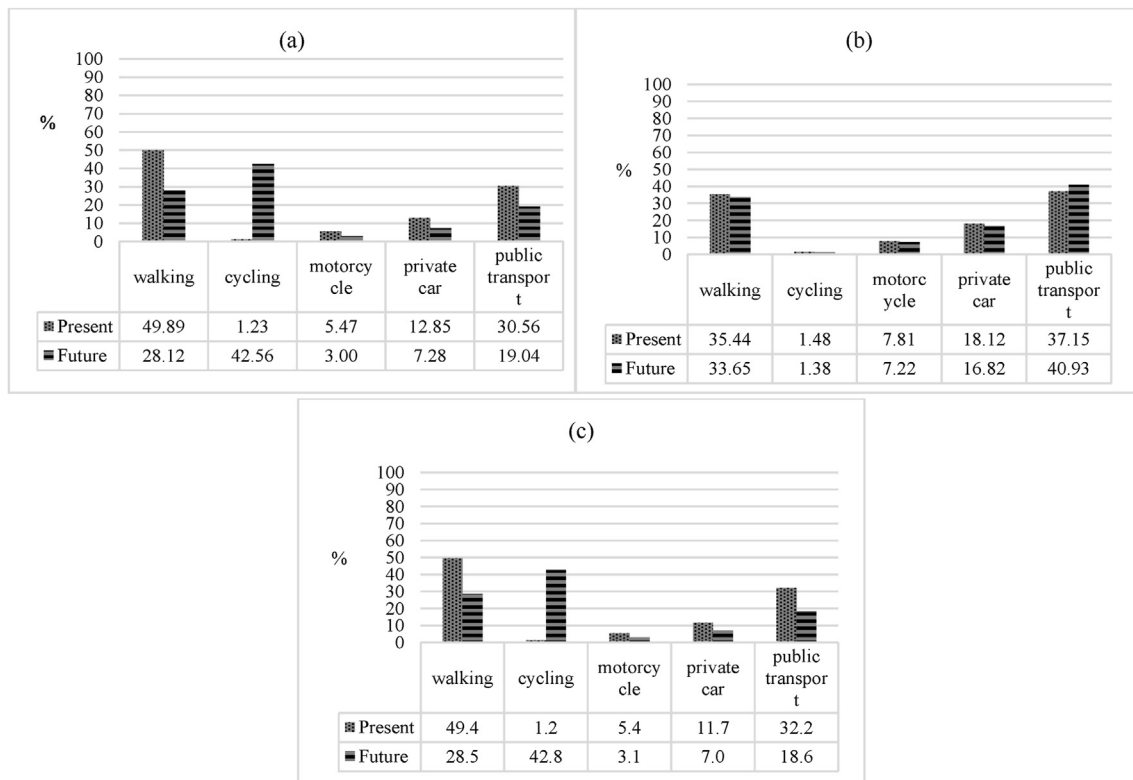 (a)
100
90
80
70
60
50
40
30
20
10
0
%
walking cycling motorcy
cle private
car public
transpor
t
Present 49.89 1.23 5.47 12.85 30.56
Future 28.12 42.56 3.00 7.28 19.04
(b)
100
90
80
70
60
50
40
30
20
10
0
%
walking cycling motorc
ycle private
car public
transpor
t
Present 35.44 1.48 7.81 18.12 37.15
Future 33.65 1.38 7.22 16.82 40.93
(c)
100
90
80
70
60
50
40
30
20
10
0
%
walking cycling motorcy
cle private
car public
transpor
t
Present 49.4 1.2 5.4 11.7 32.2
Future 28.5 42.8 3.1 7.0 18.6